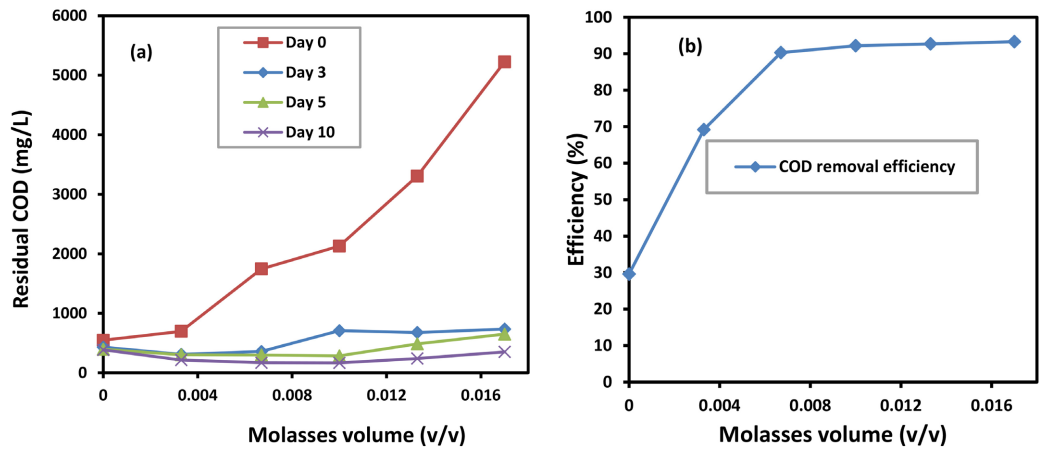 (a)
Day 0
Day 3
Day 5
Day 10
6000
5000
4000
3000
2000
1000
0
Residual COD (mg/L)
0 0.004 0.008 0.012 0.016
Molasses volume (v/v)
(b)
COD removal efficiency
100
90
80
70
60
50
40
30
20
10
0
Efficiency (%)
0 0.004 0.008 0.012 0.016
Molasses volume (v/v)